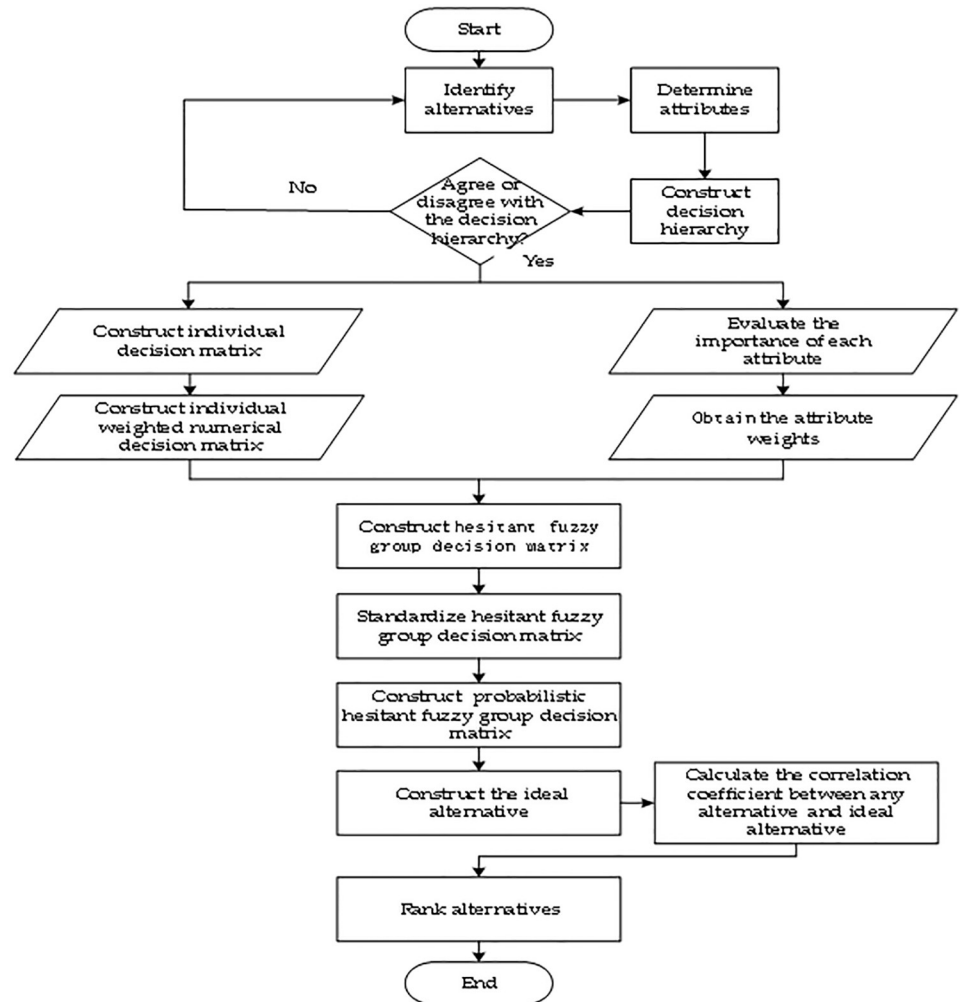 Start
Identify
alternatives
Determine
attributes
Construct
decision
hierarchy
Agree or
disagree with
the decision
hierarchy?
No
Yes
Construct individual
decision matrix
Evaluate the
importance of each
attribute
Construct individual
weighted numerical
decision matrix
Obtain the attribute
weights
Construct hesitant fuzzy
group decision matrix
Standardize hesitant fuzzy
group decision matrix
Construct probabilistic
hesitant fuzzy group decision
matrix
Construct the ideal
alternative
Calculate the correlation
coefficient between any
alternative and ideal
alternative
Rank alternatives
End